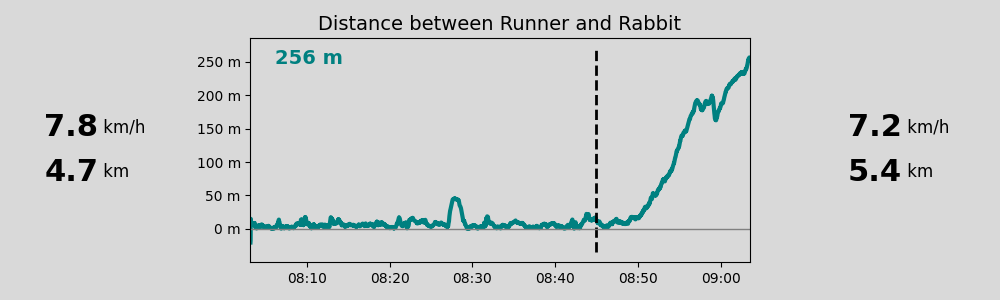 Distance between Runner and Rabbit
256 m
250 m
200 m
150 m
100 m
50 m
0 m
08:10 08:20 08:30 08:40 08:50 09:00
7.8 km/h
4.7 km
7.2 km/h
5.4 km